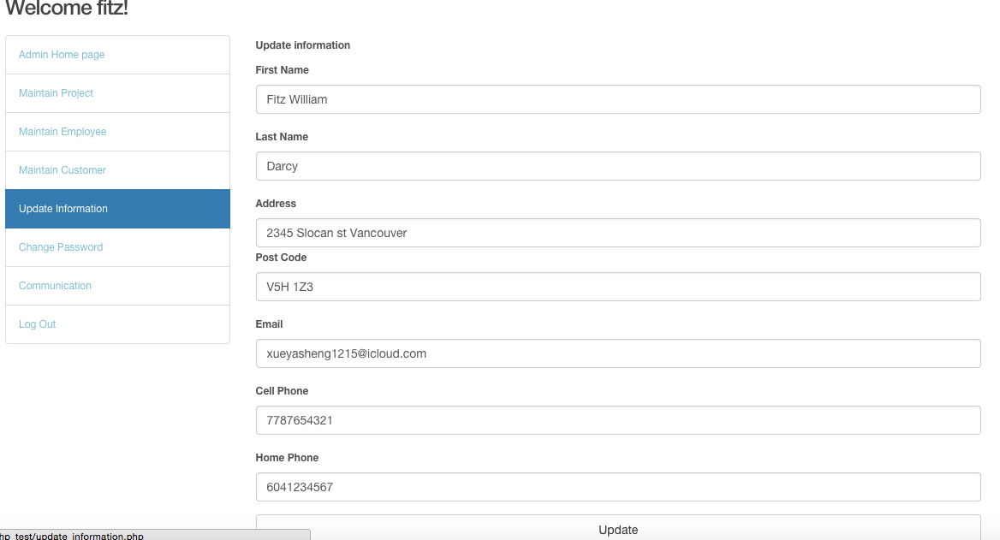 Welcome fitz!
Admin Home page
Maintain Project
Maintain Employee
Maintain Customer
Update Information
Change Password
Communication
Log Out
Update information
First Name
Fitz William
Last Name
Darcy
Address
2345 Slocan st Vancouver
Post Code
V5H 1Z3
Email
xueyasheng1215@icloud.com
Cell Phone
7787654321
Home Phone
6041234567
Update
hp_test/update_information.php